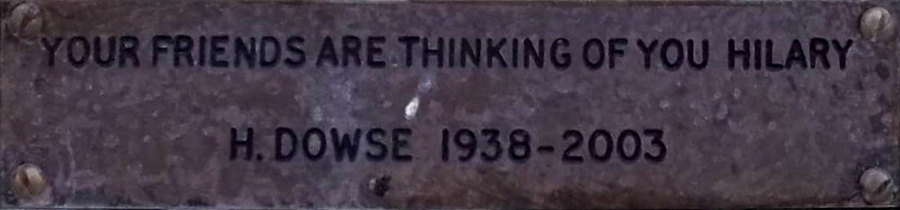 YOUR FRIENDS ARE THINKING OF YOU HILARY
H. DOWSE 1938-2003